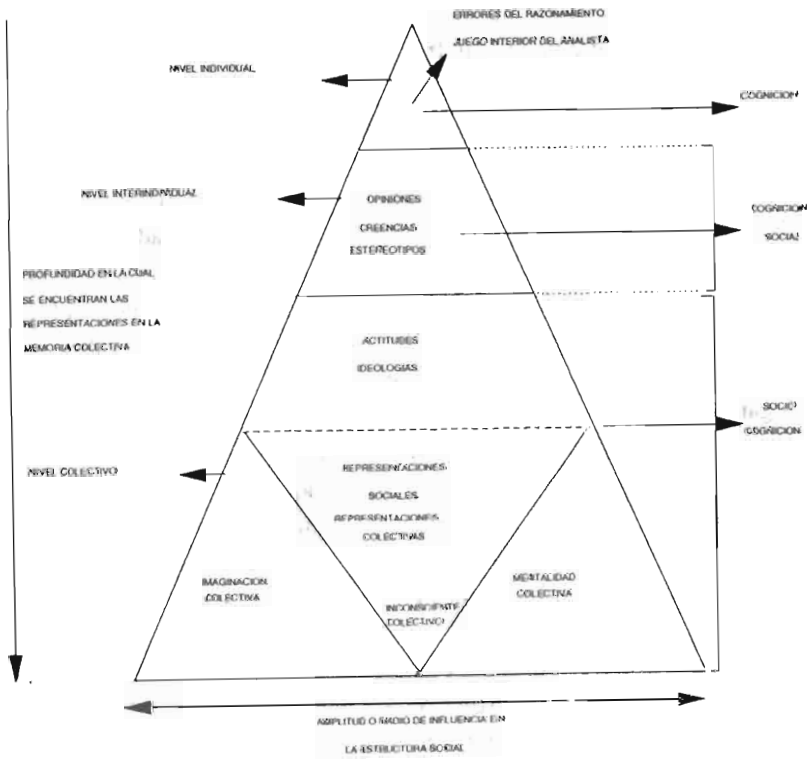 ERRORES DEL RAZONAMIENTO
JUEGO INTERIOR DEL ANALISTA
NIVEL INDIVIDUAL
COGNICION
NIVEL INTERINDIVIDUAL
OPINIONES
CREENCIAS
ESTEREOTIPOS
COGNICION
SOCIAL
PROFUNDIDAD EN LA CUAL
SE ENCUENTRAN LAS
REPRESENTACIONES EN LA
MEMORIA COLECTIVA
ACTITUDES
IDEOLOGIAS
SOCIO
COGNICION
NIVEL COLECTIVO
REPRESENTACIONES
SOCIALES
REPRESENTACIONES
COLECTIVAS
IMAGINACION
COLECTIVA
MENTALIDAD
COLECTIVA
INCONSCIENTE
COLECTIVO
AMPLITUD O RADIO DE INFLUENCIA EN
LA ESTRUCTURA SOCIAL